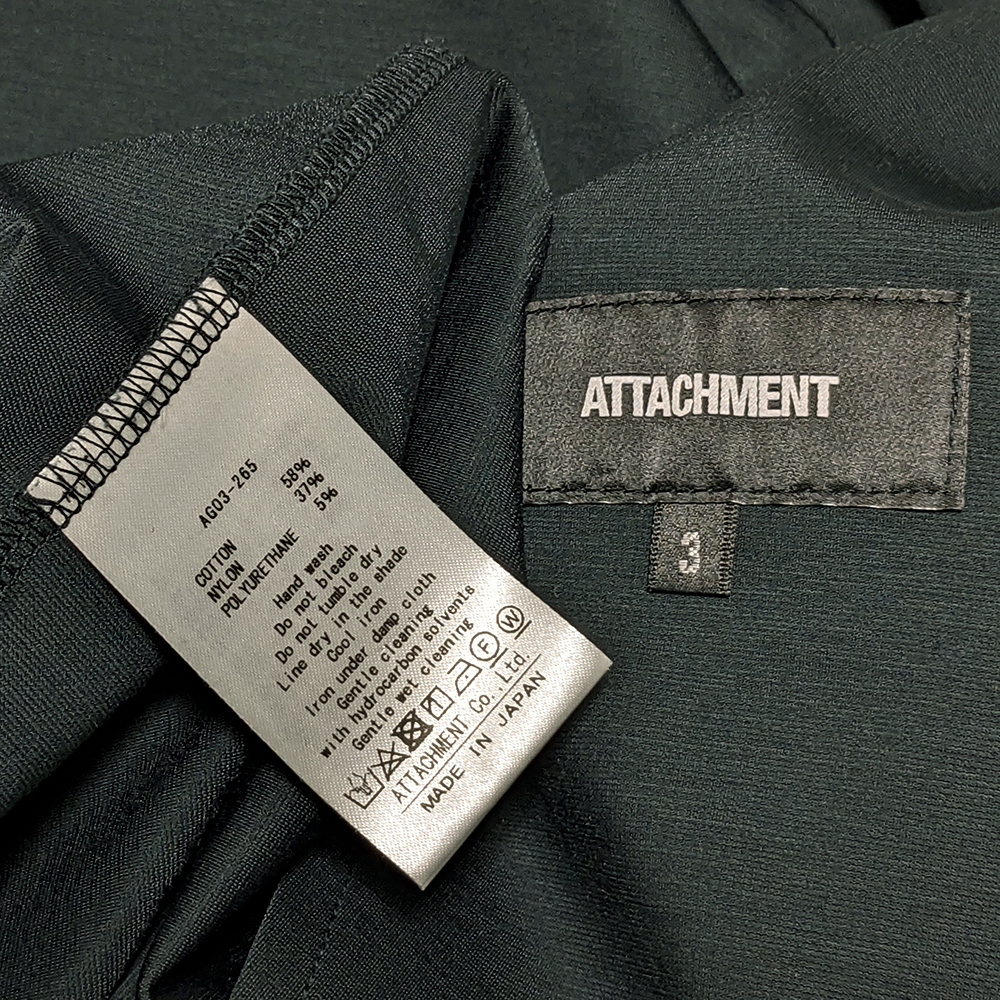 AG03-265
COTTON 58%
NYLON 37%
POLYURETHANE 5%
Hand wash
Do not bleach
Do not tumble dry
Line dry in the shade
Cool iron
Iron under damp cloth
Gentle cleaning
with hydrocarbon solvents
Gentle wet cleaning
F W
ATTACHMENT Co., Ltd.
MADE IN JAPAN
ATTACHMENT
3